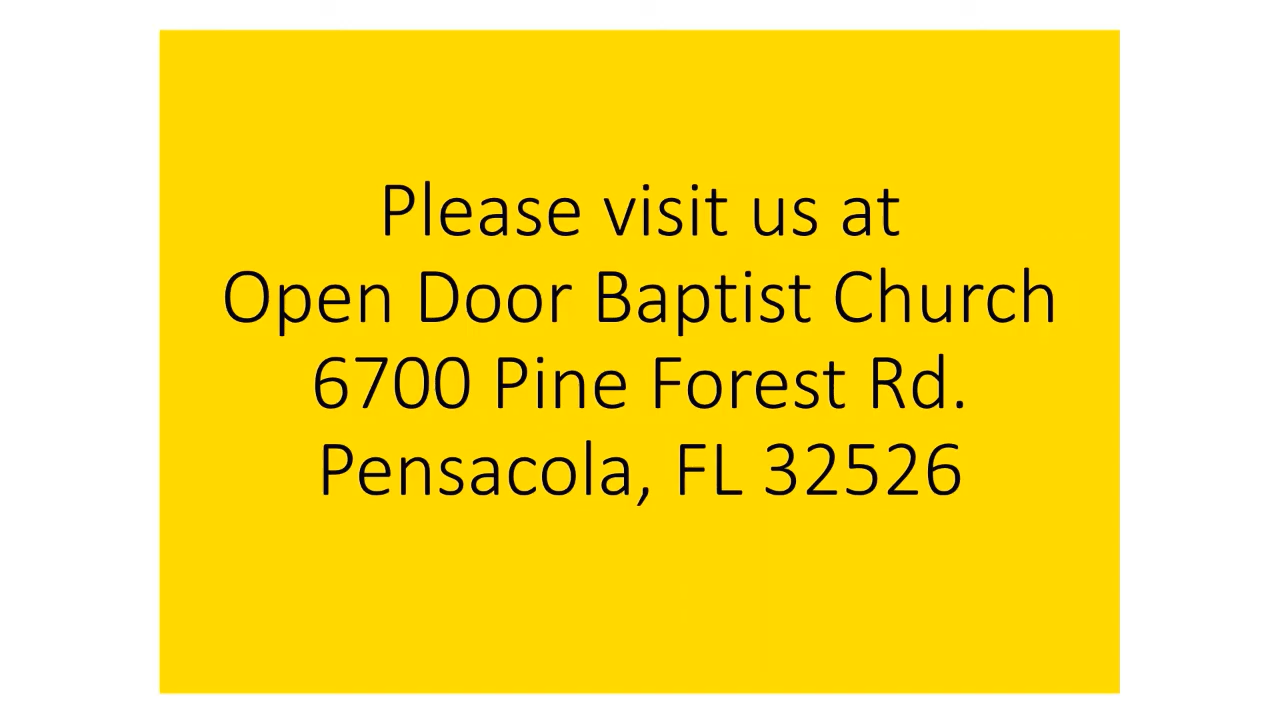 Please visit us at
Open Door Baptist Church
6700 Pine Forest Rd.
Pensacola, FL 32526